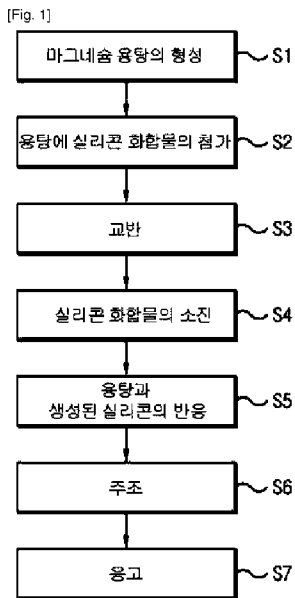 [Fig. 1]
마그네슘 용탕의 형성
S1
용탕에 실리콘 화합물의 첨가
S2
교반
S3
실리콘 화합물의 소진
S4
용탕과
생성된 실리콘의 반응
S5
주조
S6
응고
S7